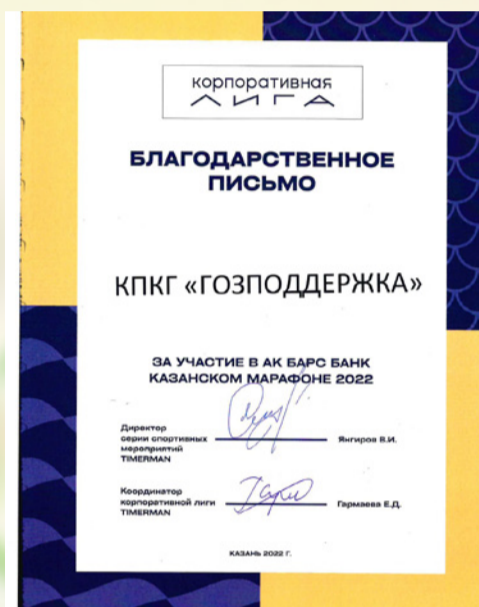 корпоративная
ЛИГА
БЛАГОДАРСТВЕННОЕ
ПИСЬМО
КПКГ «ГОЗПОДДЕРЖКА»
ЗА УЧАСТИЕ В АК БАРС БАНК
КАЗАНСКОМ МАРАФОНЕ 2022
Директор
серии спортивных
мероприятий
TIMERMAN
Янгиров В.И.
Координатор
корпоративной лиги
TIMERMAN
Гармаева Е.Д.
КАЗАНЬ 2022 Г.